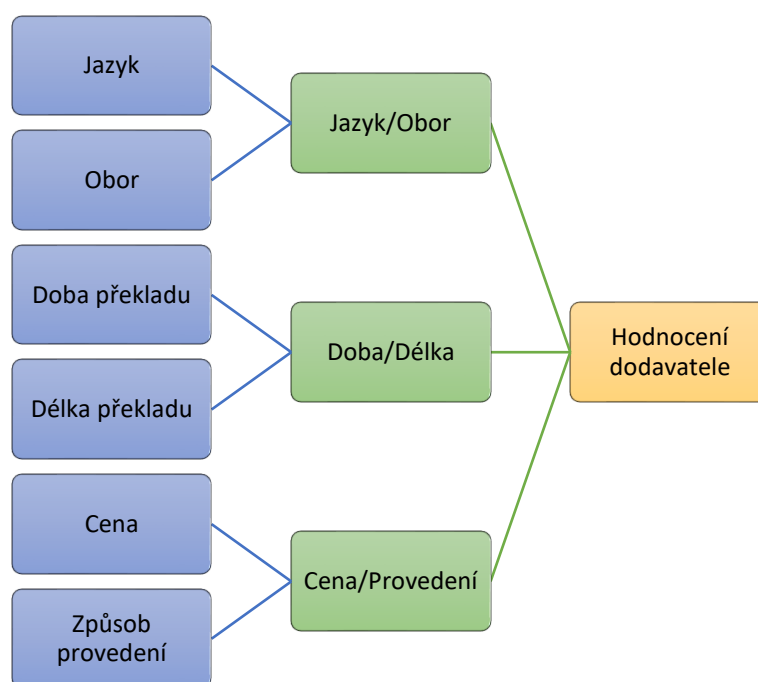 Jazyk
Obor
Doba překladu
Délka překladu
Cena
Způsob
provedení
Jazyk/Obor
Doba/Délka
Cena/Provedení
Hodnocení
dodavatele